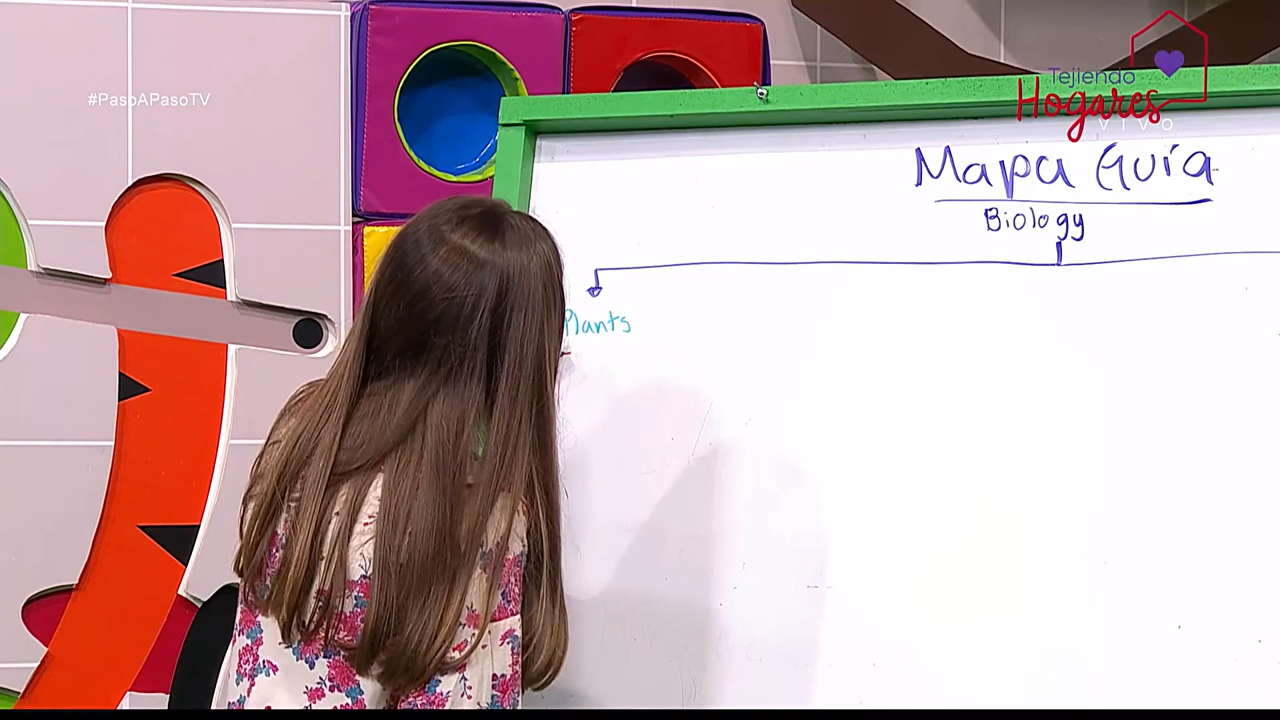 #PasoAPasoTV
Tejiendo
Hogares
VIVO
Mapa Guía
Biology
Plants